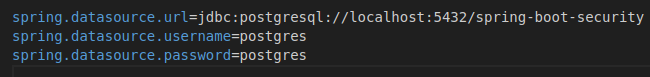 spring.datasource.url=jdbc:postgresql://localhost:5432/spring-boot-security
spring.datasource.username=postgres
spring.datasource.password=postgres